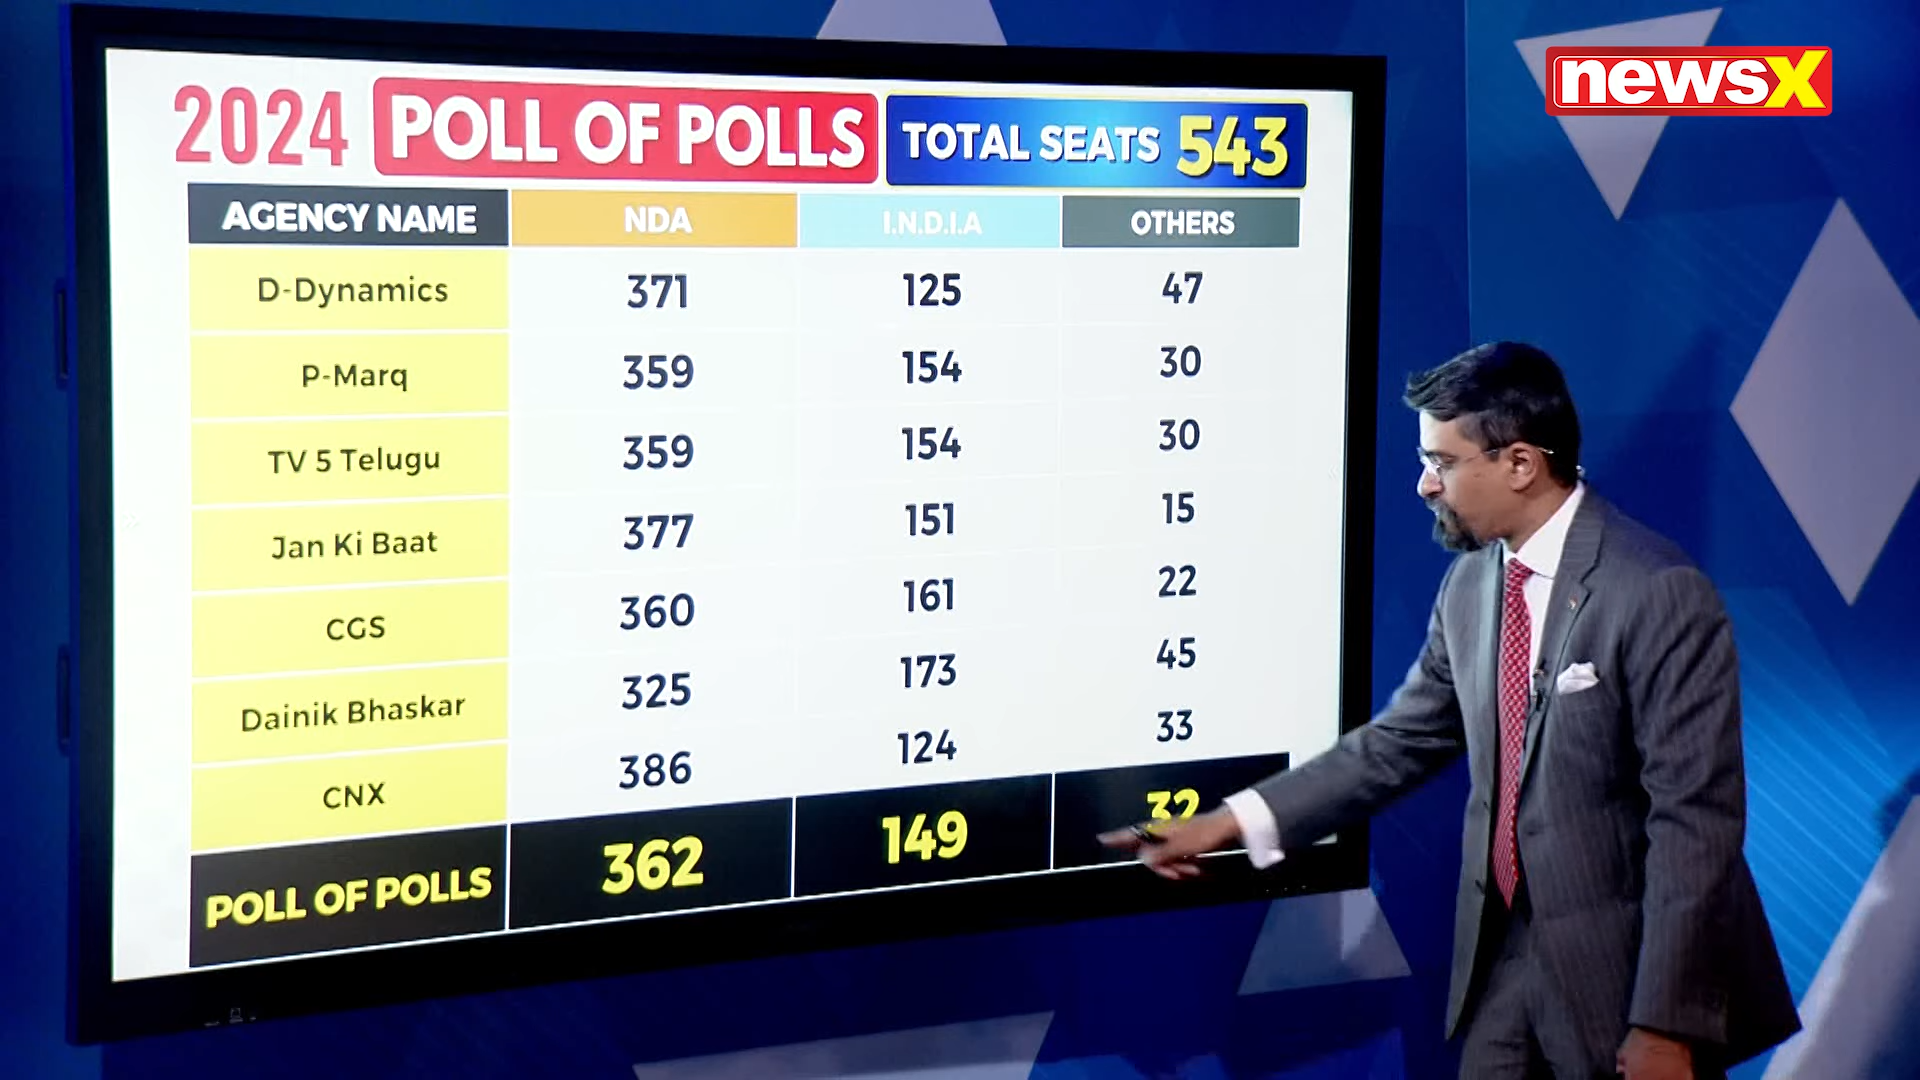 newsX
2024 POLL OF POLLS TOTAL SEATS 543
AGENCY NAME NDA I.N.D.I.A OTHERS
D-Dynamics 371 125 47
P-Marq 359 154 30
TV 5 Telugu 359 154 30
Jan Ki Baat 377 151 15
CGS 360 161 22
Dainik Bhaskar 325 173 45
CNX 386 124 33
POLL OF POLLS 362 149 32